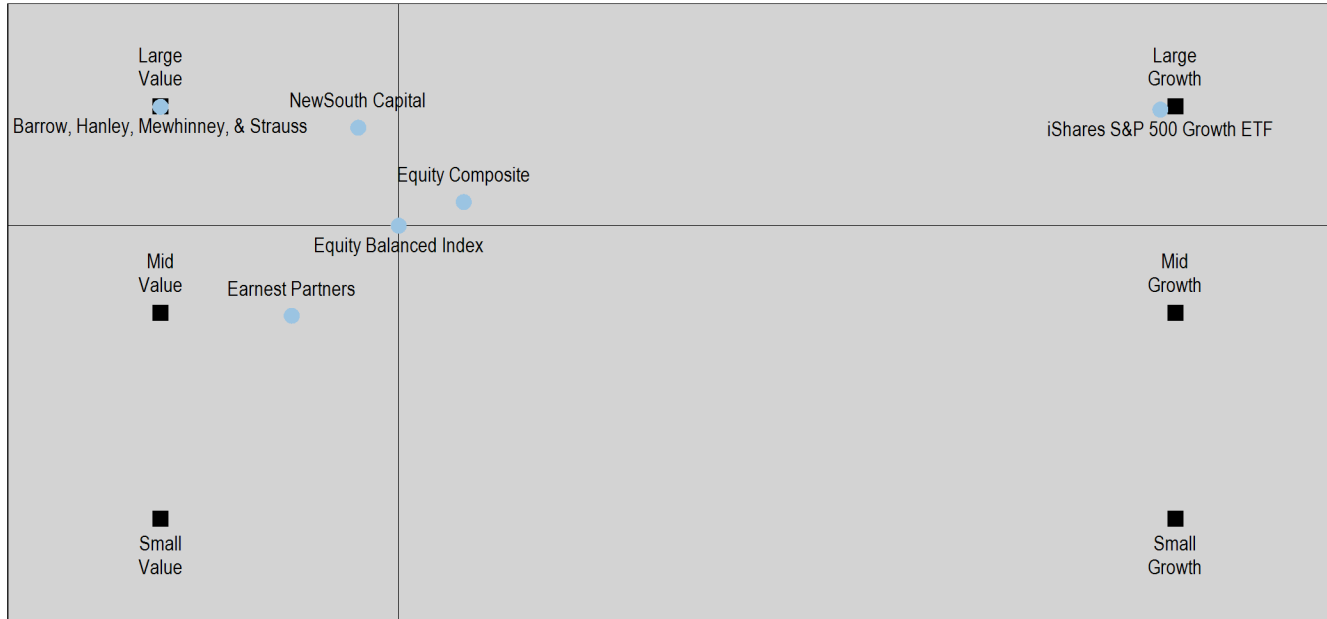 Large
Value
Large
Growth
NewSouth Capital
Barrow, Hanley, Mewhinney, & Strauss
iShares S&P 500 Growth ETF
Equity Composite
Equity Balanced Index
Mid
Value
Mid
Growth
Earnest Partners
Small
Value
Small
Growth